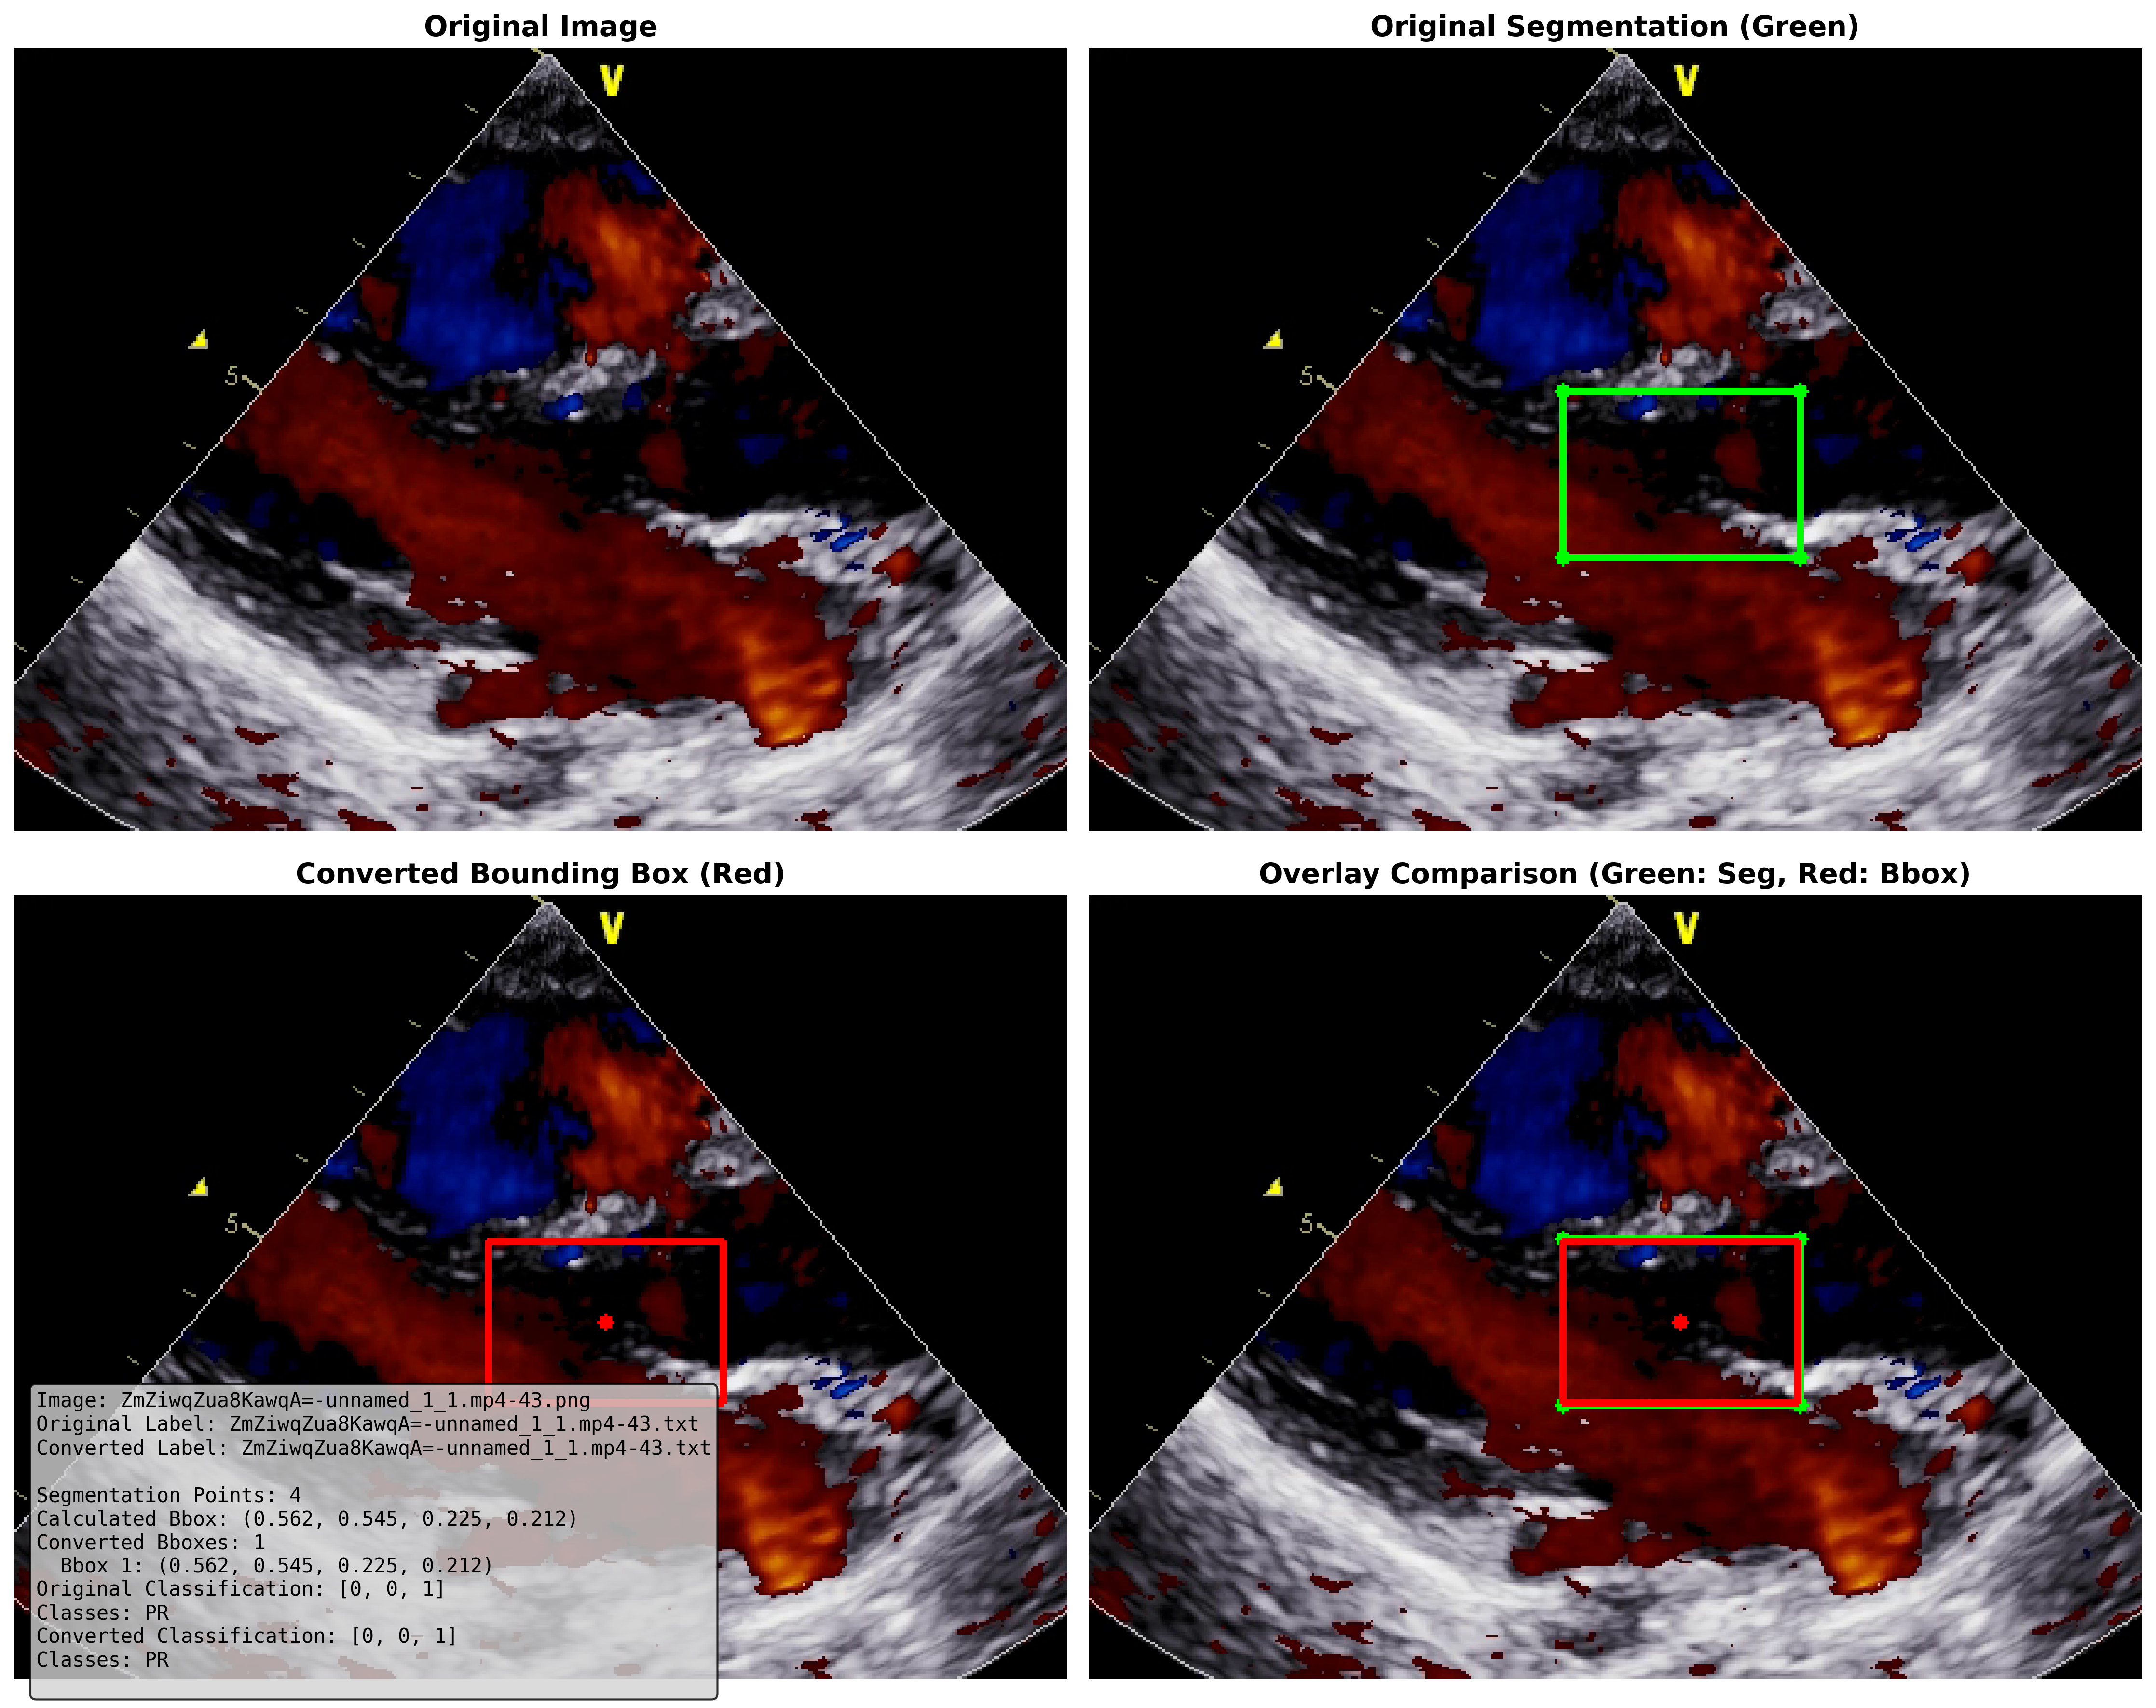 Original Image
Original Segmentation (Green)
V
5
V
5
Converted Bounding Box (Red)
Overlay Comparison (Green: Seg, Red: Bbox)
V
5
V
5
Image: ZmZiwqZua8KawqA=-unnamed_1_1.mp4-43.png
Original Label: ZmZiwqZua8KawqA=-unnamed_1_1.mp4-43.txt
Converted Label: ZmZiwqZua8KawqA=-unnamed_1_1.mp4-43.txt
Segmentation Points: 4
Calculated Bbox: (0.562, 0.545, 0.225, 0.212)
Converted Bboxes: 1
Bbox 1: (0.562, 0.545, 0.225, 0.212)
Original Classification: [0, 0, 1]
Classes: PR
Converted Classification: [0, 0, 1]
Classes: PR